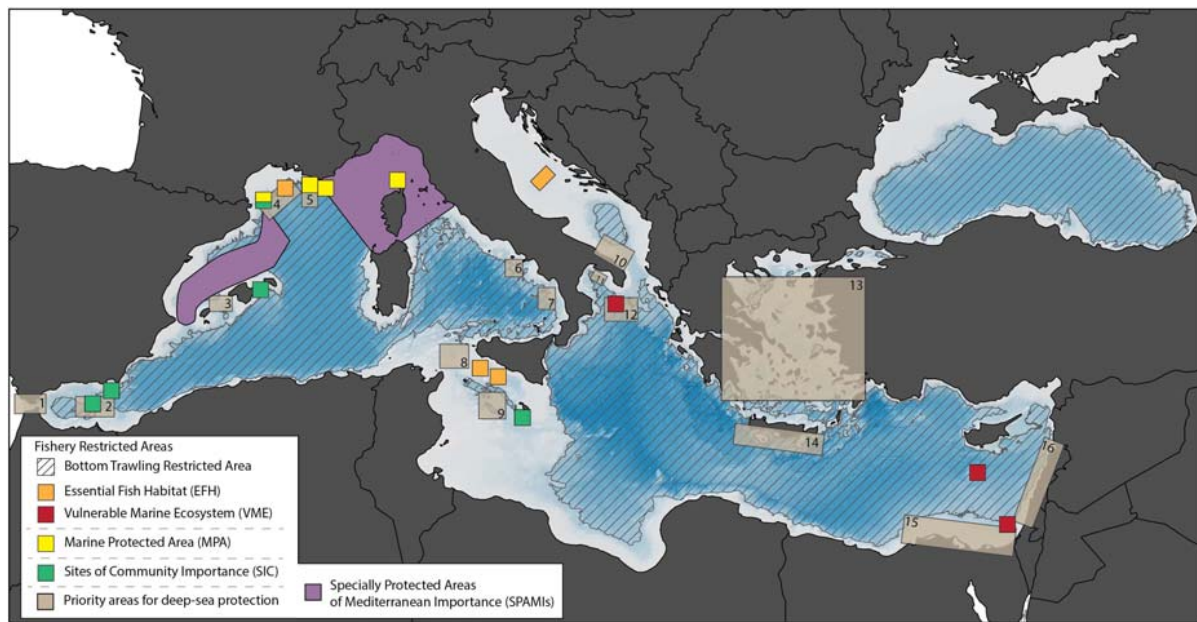 13
10
4
5
6
11
3
7
12
8
1
2
9
14
16
15
Fishery Restricted Areas
Bottom Trawling Restricted Area
Essential Fish Habitat (EFH)
Vulnerable Marine Ecosystem (VME)
Marine Protected Area (MPA)
Sites of Community Importance (SIC)
Priority areas for deep-sea protection
Specially Protected Areas
of Mediterranean Importance (SPAMIs)